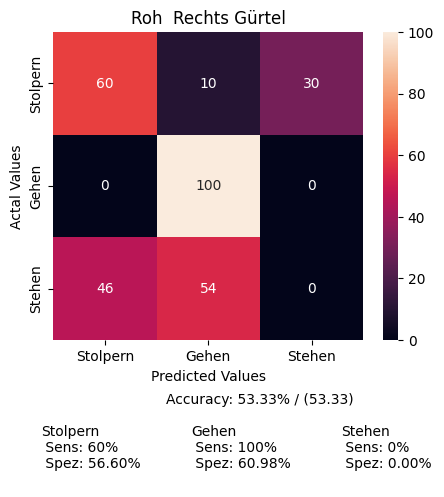 Roh  Rechts Gürtel
Actal Values
Stolpern
Gehen
Stehen
60 10 30
0 100 0
46 54 0
100
80
60
40
20
0
Stolpern Gehen Stehen
Predicted Values
Accuracy: 53.33% / (53.33)
Stolpern Gehen Stehen
Sens: 60% Sens: 100% Sens: 0%
Spez: 56.60% Spez: 60.98% Spez: 0.00%